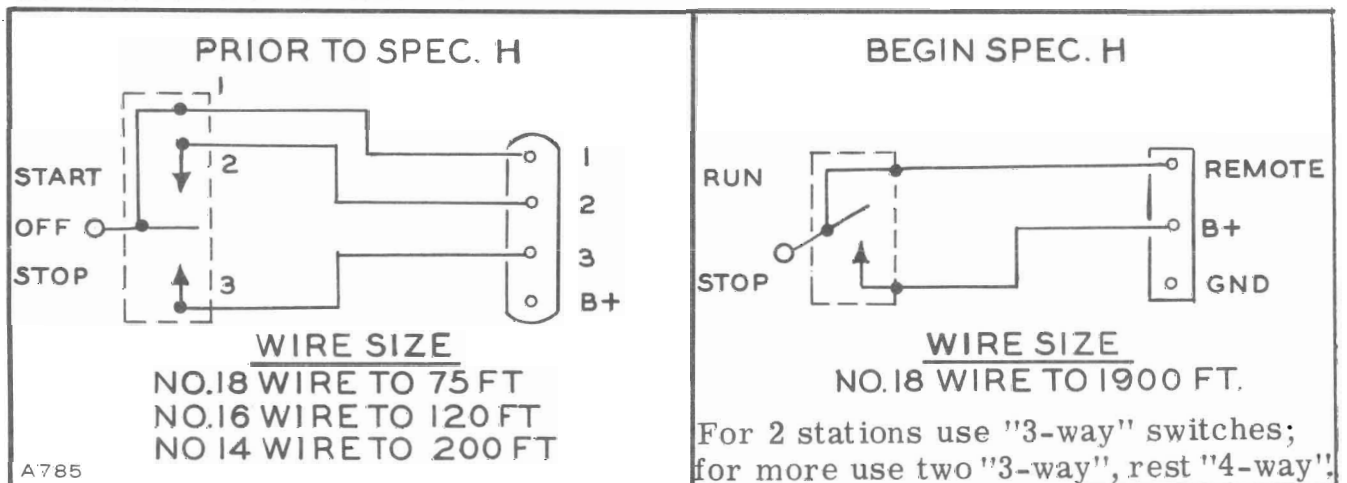 PRIOR TO SPEC. H
1
2
START
OFF
STOP
3
1
2
3
B+
WIRE SIZE
NO.18 WIRE TO 75 FT
NO.16 WIRE TO 120 FT
NO 14 WIRE TO 200 FT
A785
BEGIN SPEC. H
RUN
STOP
REMOTE
B+
GND
WIRE SIZE
NO.18 WIRE TO 1900 FT.
For 2 stations use "3-way" switches;
for more use two "3-way", rest "4-way".